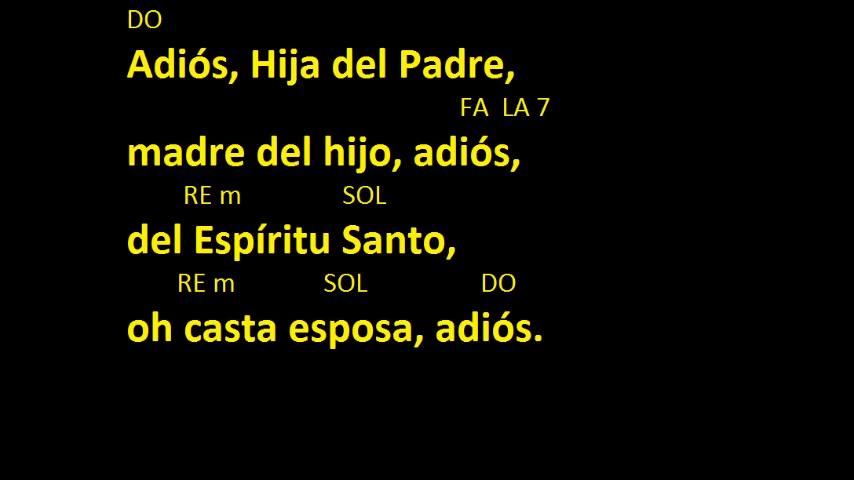 DO
Adiós, Hija del Padre,
FA LA 7
madre del hijo, adiós,
RE m SOL
del Espíritu Santo,
RE m SOL DO
oh casta esposa, adiós.